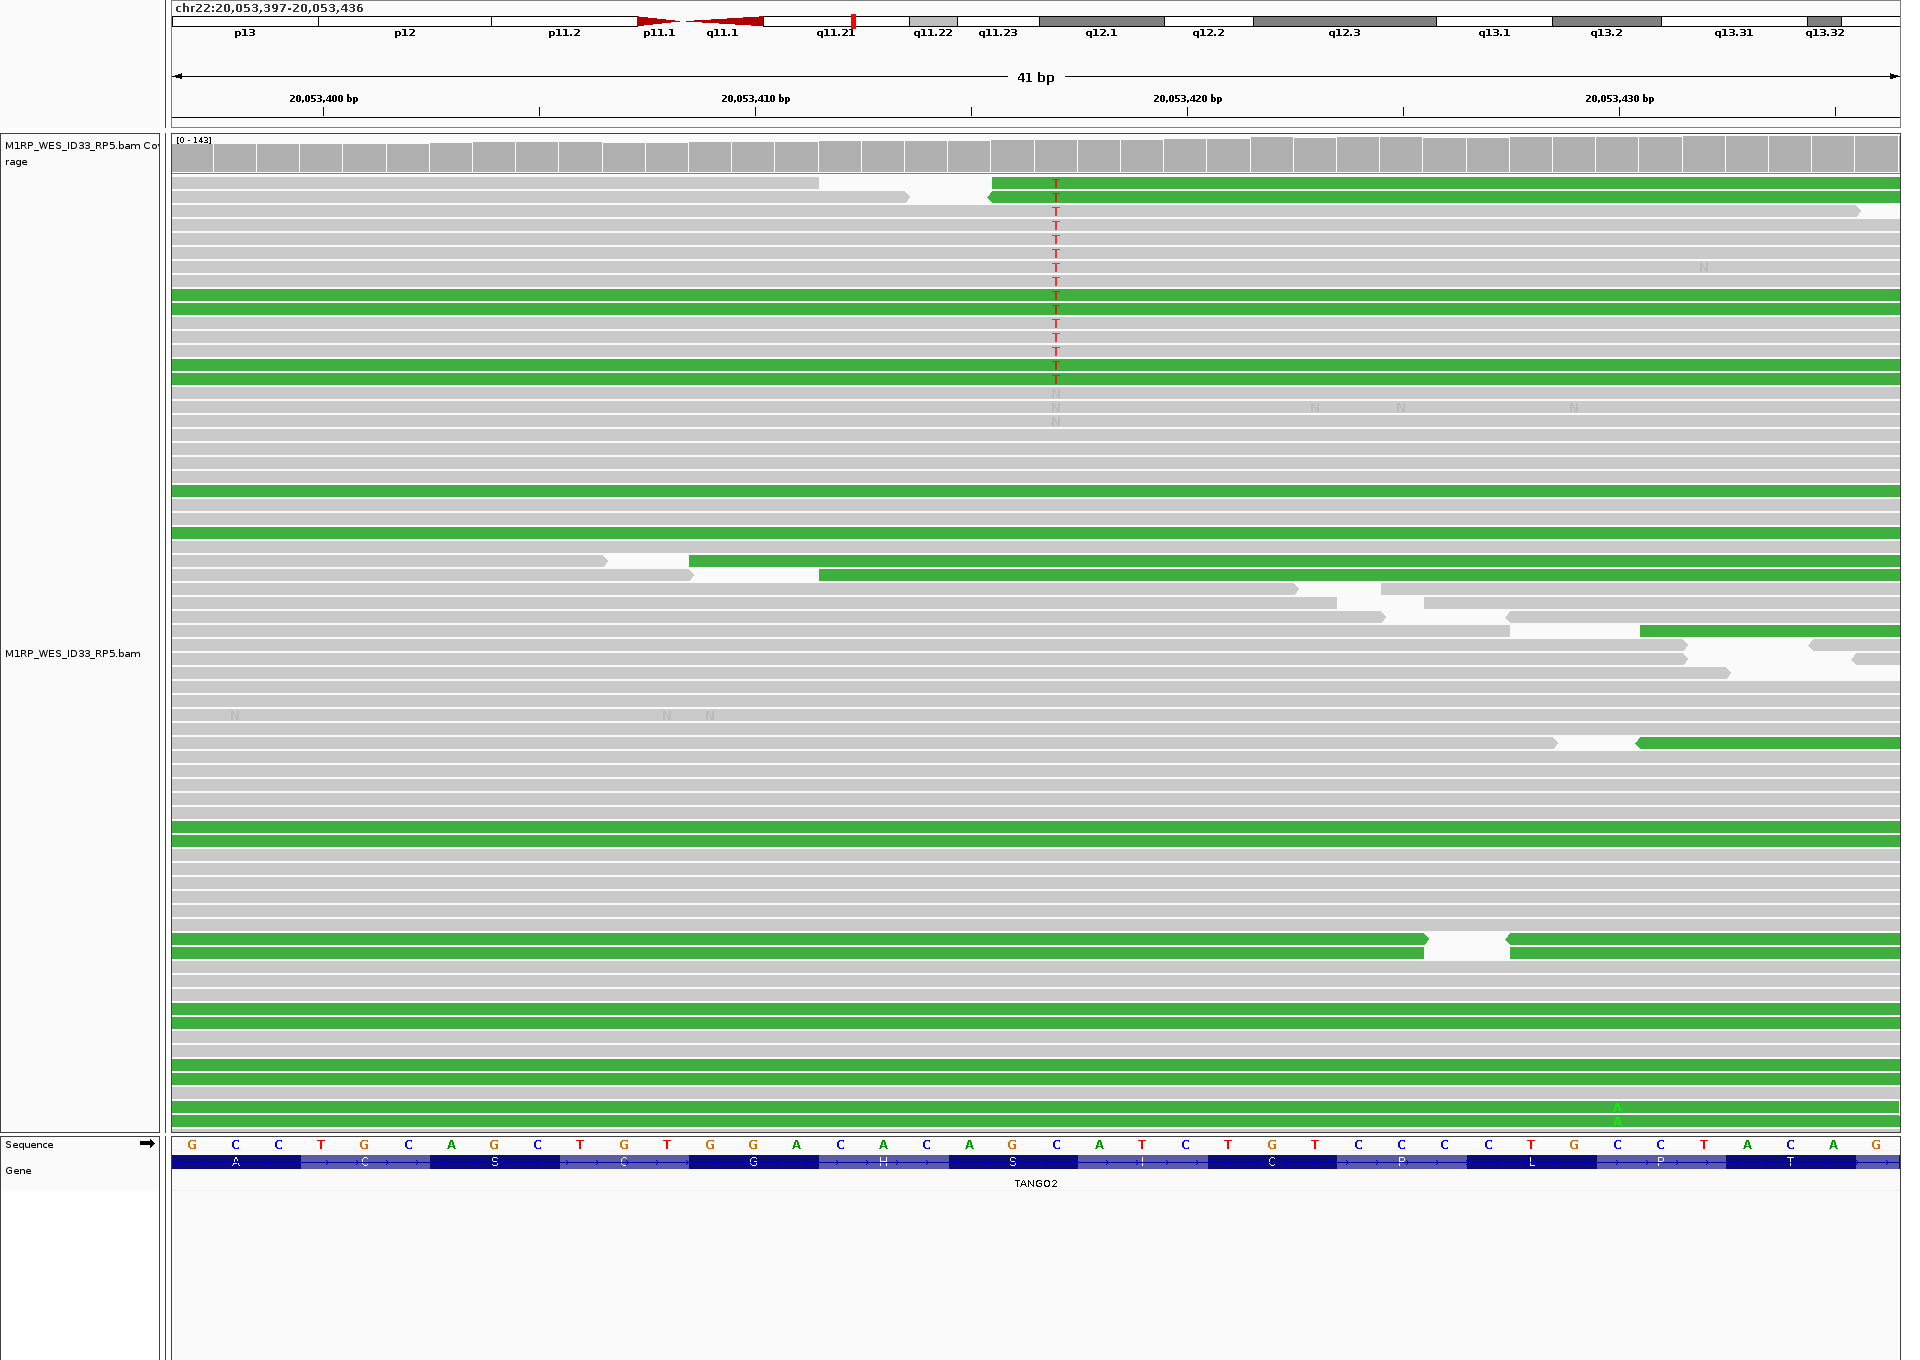 chr22:20,053,397-20,053,436
p13 p12 p11.2 p11.1 q11.1 q11.21 q11.22 q11.23 q12.1 q12.2 q12.3 q13.1 q13.2 q13.31 q13.32
41 bp
20,053,400 bp 20,053,410 bp 20,053,420 bp 20,053,430 bp
M1RP_WES_ID33_RP5.bam Co
rage
[0 - 143]
T
T
T
T
T
T
T N
T
T
T
T
T
T
T
T
N
N N N N
N
M1RP_WES_ID33_RP5.bam
N N N
A
A
Sequence G C C T G C A G C T G T G G A C A C A G C A T C T G T C C C C T G C C T A C A G
Gene A C S C G H S I C P L P T
TANGO2